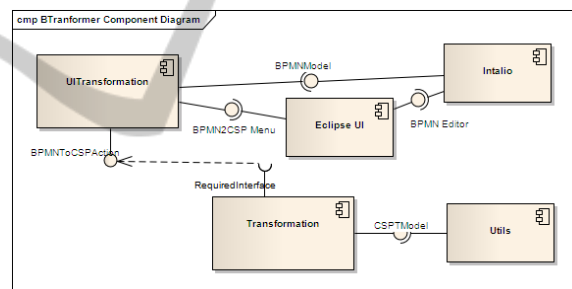 cmp BTranformer Component Diagram
UITransformation
BPMNModel
Intalio
BPMN2CSP Menu
Eclipse UI
BPMN Editor
BPMNToCSPAction
RequiredInterface
Transformation
CSPTModel
Utils